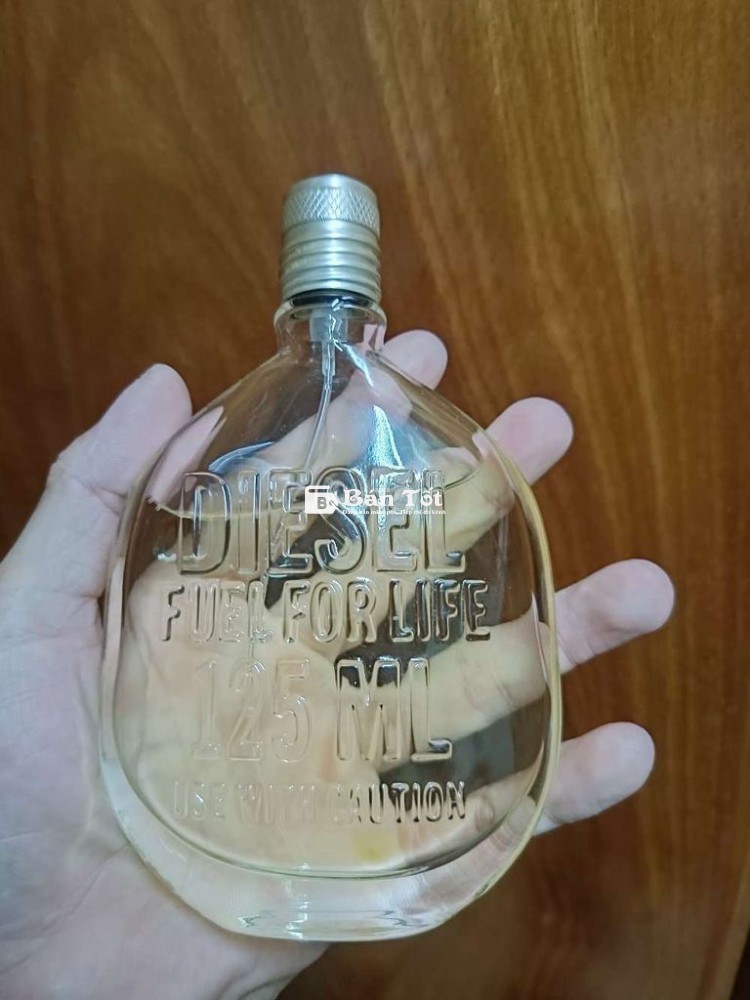 DIESEL
Bán Tốt
FUEL FOR LIFE
125 ML
USE WITH CAUTION